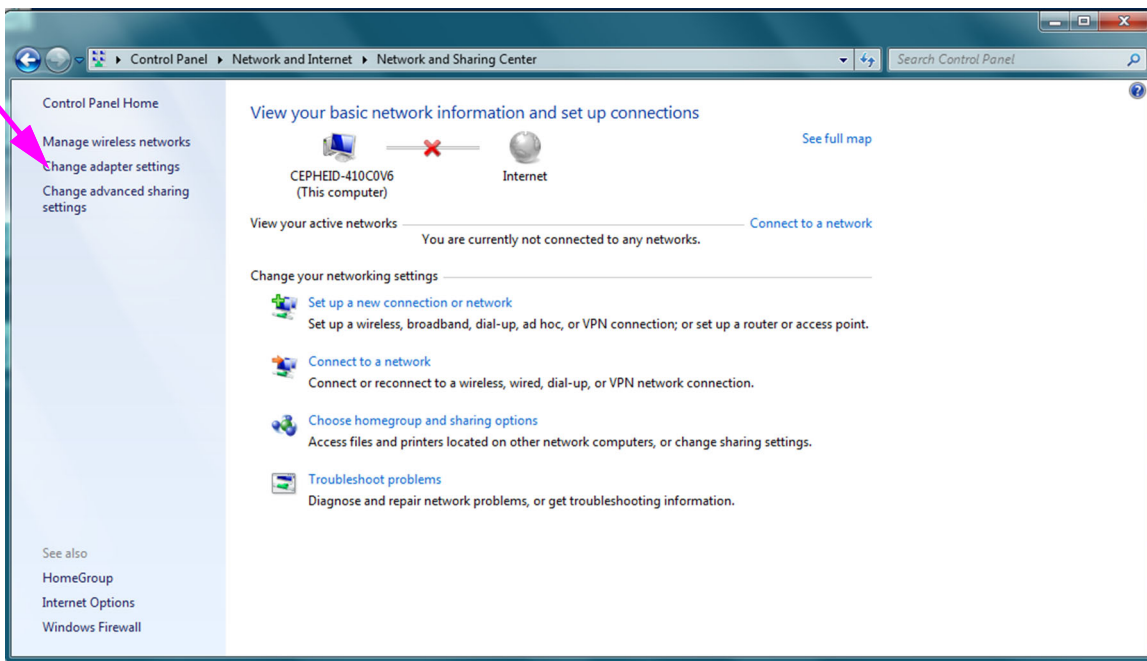 Control Panel Network and Internet Network and Sharing Center Search Control Panel
Control Panel Home
Manage wireless networks
Change adapter settings
Change advanced sharing
settings
See also
HomeGroup
Internet Options
Windows Firewall
View your basic network information and set up connections
See full map
CEPHEID-410C0V6
(This computer)
Internet
View your active networks
Connect to a network
You are currently not connected to any networks.
Change your networking settings
Set up a new connection or network
Set up a wireless, broadband, dial-up, ad hoc, or VPN connection; or set up a router or access point.
Connect to a network
Connect or reconnect to a wireless, wired, dial-up, or VPN network connection.
Choose homegroup and sharing options
Access files and printers located on other network computers, or change sharing settings.
Troubleshoot problems
Diagnose and repair network problems, or get troubleshooting information.